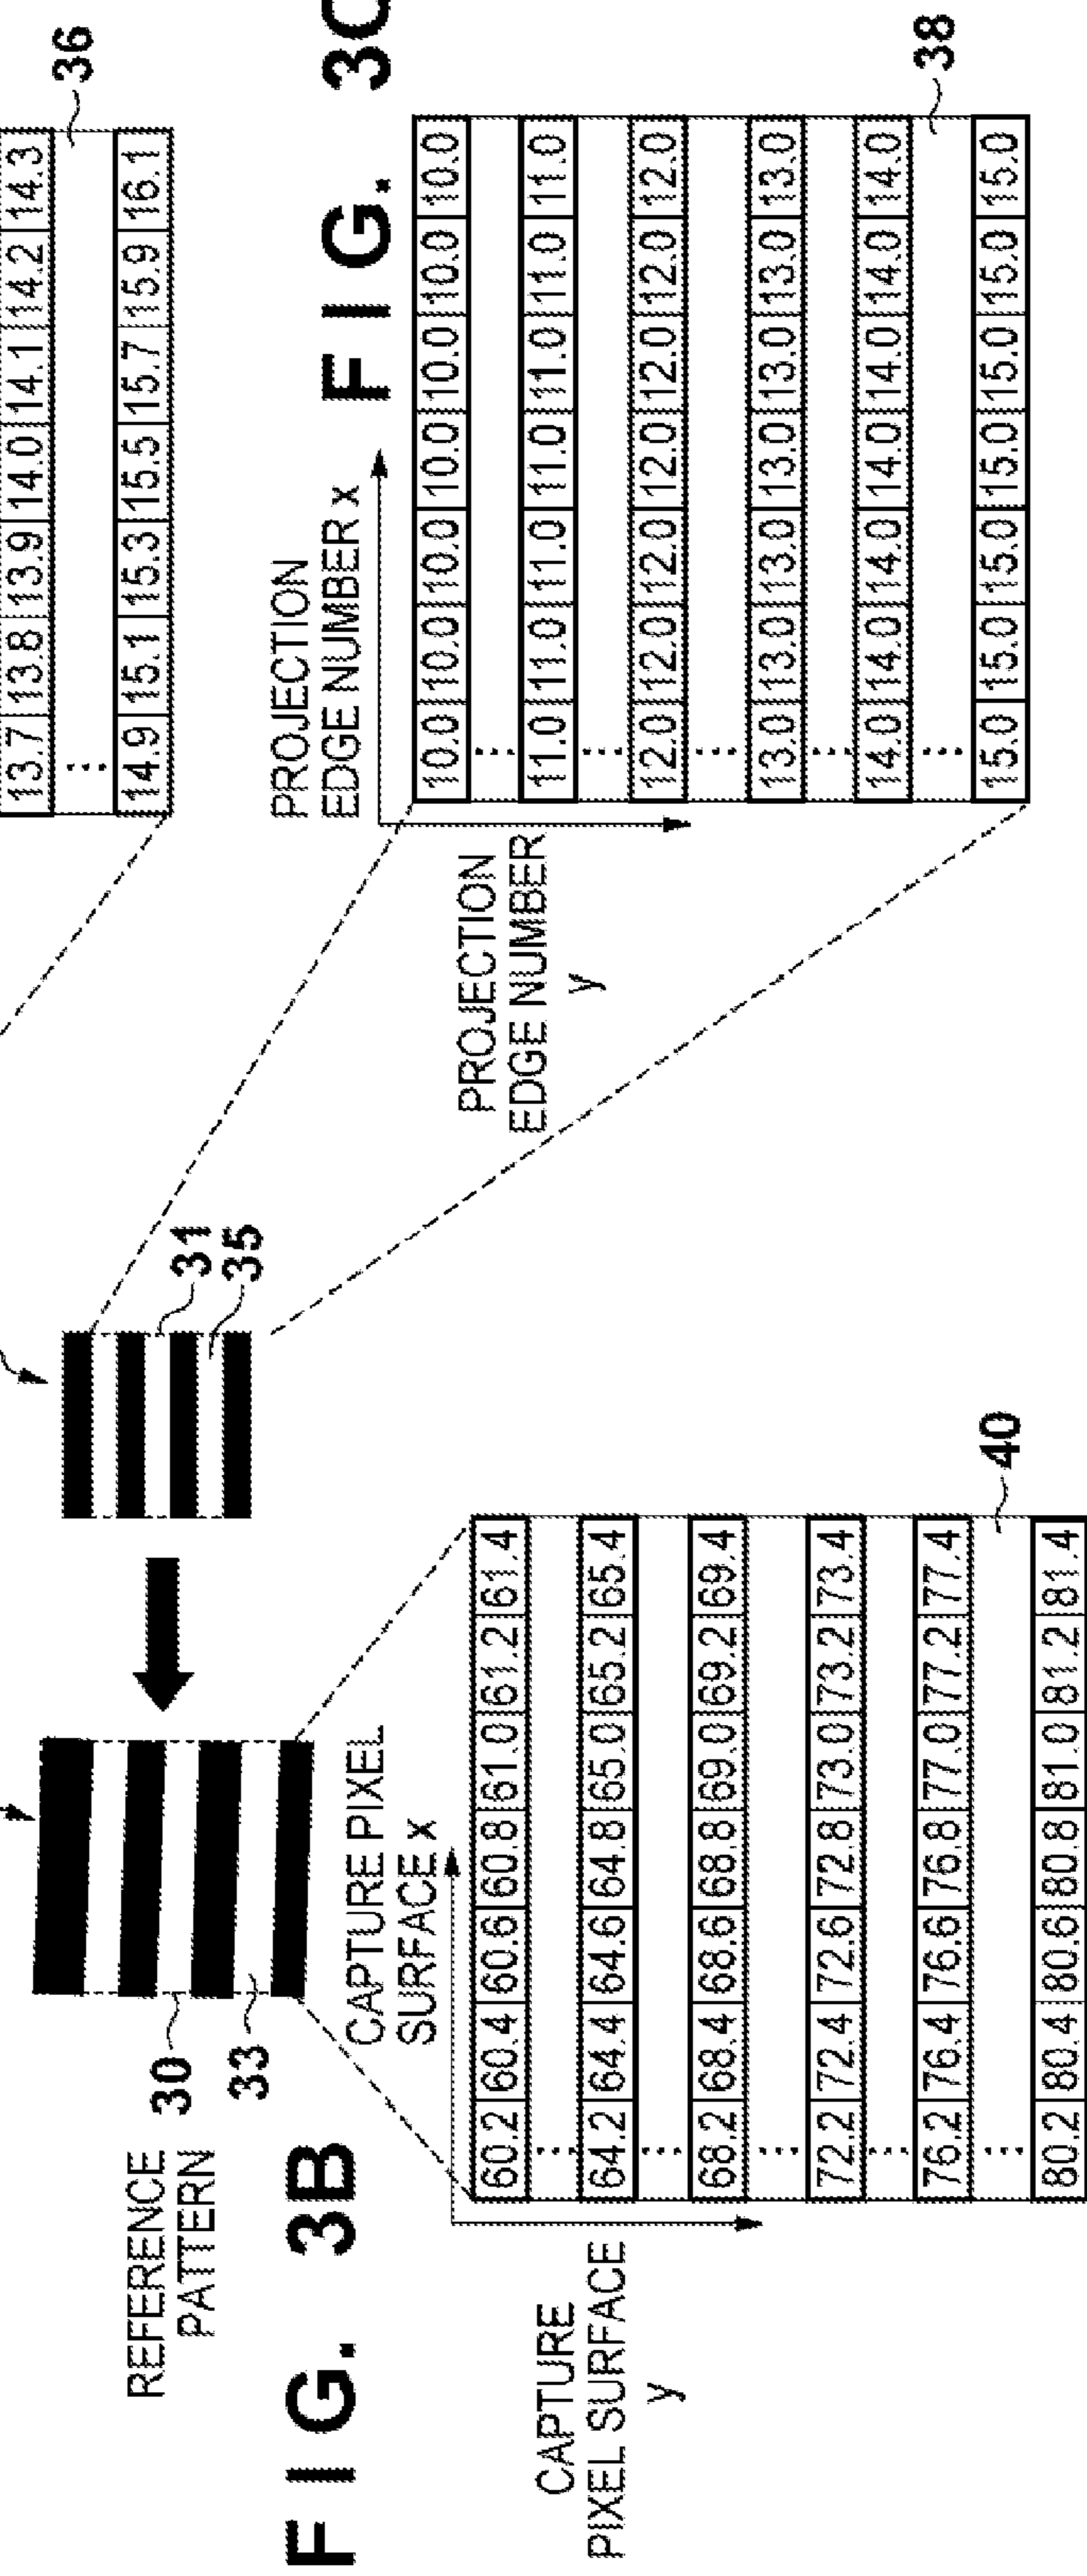 13.7 13.8 13.9 14.0 14.1 14.2 14.3
36
14.9 15.1 15.3 15.5 15.7 15.9 16.1
REFERENCE
PATTERN
30
33
31
35
FIG. 3B
CAPTURE PIXEL
SURFACE x
CAPTURE
PIXEL SURFACE
y
60.2 60.4 60.6 60.8 61.0 61.2 61.4
64.2 64.4 64.6 64.8 65.0 65.2 65.4
68.2 68.4 68.6 68.8 69.0 69.2 69.4
72.2 72.4 72.6 72.8 73.0 73.2 73.4
76.2 76.4 76.6 76.8 77.0 77.2 77.4
40
80.2 80.4 80.6 80.8 81.0 81.2 81.4
FIG. 3C
PROJECTION
EDGE NUMBER x
PROJECTION
EDGE NUMBER
y
10.0 10.0 10.0 10.0 10.0 10.0 10.0
11.0 11.0 11.0 11.0 11.0 11.0 11.0
12.0 12.0 12.0 12.0 12.0 12.0 12.0
13.0 13.0 13.0 13.0 13.0 13.0 13.0
14.0 14.0 14.0 14.0 14.0 14.0 14.0
38
15.0 15.0 15.0 15.0 15.0 15.0 15.0